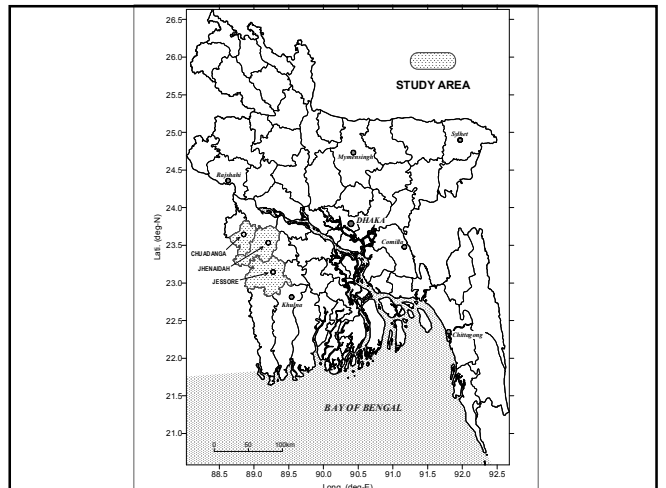 26.5
26.0
STUDY AREA
25.5
25.0
Sylhet
Mymensingh
24.5
Rajshahi
24.0
DHAKA
Lati. (deg-N)
23.5
Comilla
CHUADANGA
JHENAIDAH
23.0
JESSORE
Khulna
22.5
Chittagong
22.0
21.5
BAY OF BENGAL
21.0
0 50 100km
88.5 89.0 89.5 90.0 90.5 91.0 91.5 92.0 92.5
Long. (deg-E)